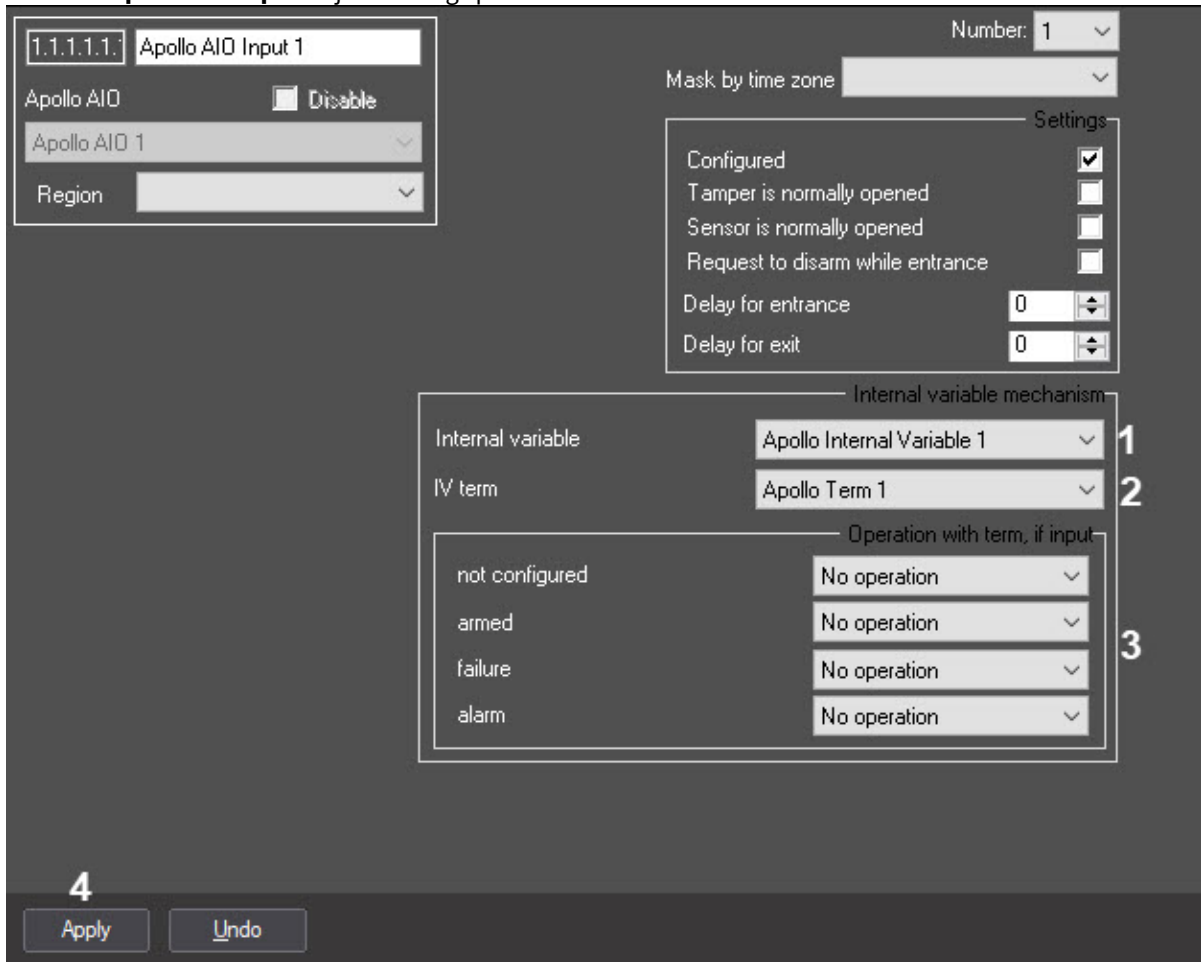 1.1.1.1.1. Apollo AIO Input 1
Number: 1
Apollo AIO Disable
Mask by time zone
Apollo AIO 1
Settings
Region
Configured
Tamper is normally opened
Sensor is normally opened
Request to disarm while entrance
Delay for entrance 0
Delay for exit 0
Internal variable mechanism
Internal variable Apollo Internal Variable 1 1
IV term Apollo Term 1 2
Operation with term, if input
not configured No operation
armed No operation
3
failure No operation
alarm No operation
4
Apply Undo